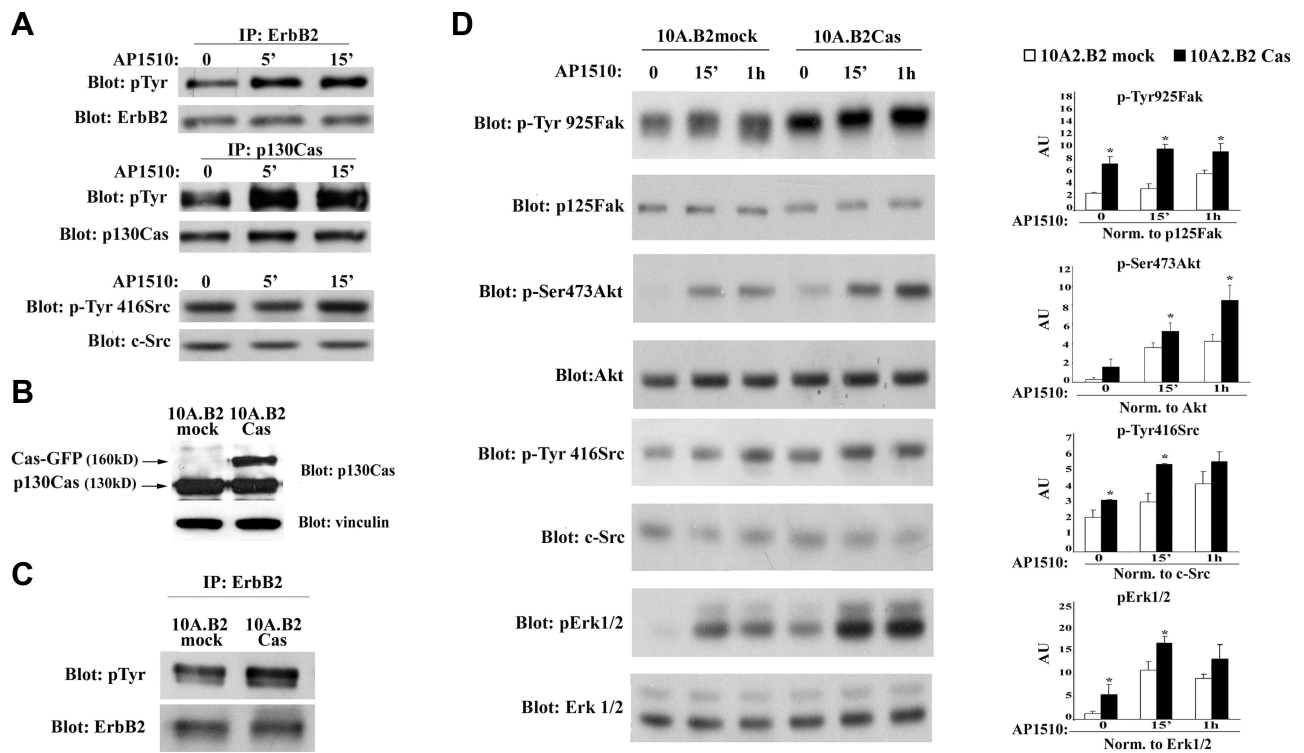 A
IP: ErbB2
AP1510: 0 5’ 15’
Blot: pTyr
Blot: ErbB2
IP: p130Cas
AP1510: 0 5’ 15’
Blot: pTyr
Blot: p130Cas
AP1510: 0 5’ 15’
Blot: p-Tyr 416Src
Blot: c-Src
B
10A.B2 mock 10A.B2 Cas
Cas-GFP (160kD)
p130Cas (130kD)
Blot: p130Cas
Blot: vinculin
C
IP: ErbB2
10A.B2 mock 10A.B2 Cas
Blot: pTyr
Blot: ErbB2
D
10A.B2mock 10A.B2Cas
AP1510: 0 15’ 1h 0 15’ 1h
Blot: p-Tyr 925Fak
Blot: p125Fak
Blot: p-Ser473Akt
Blot:Akt
Blot: p-Tyr 416Src
Blot: c-Src
Blot: pErk1/2
Blot: Erk 1/2
10A2.B2 mock 10A2.B2 Cas
p-Tyr925Fak
AU
18
16
14
12
10
8
6
4
2
0
* * *
AP1510: 0 15’ 1h
Norm. to p125Fak
p-Ser473Akt
AU
12
10
8
6
4
2
0
* *
AP1510: 0 15’ 1h
Norm. to Akt
p-Tyr416Src
AU
7
6
5
4
3
2
1
0
* *
AP1510: 0 15’ 1h
Norm. to c-Src
pErk1/2
AU
25
20
15
10
5
0
* *
AP1510: 0 15’ 1h
Norm. to Erk1/2